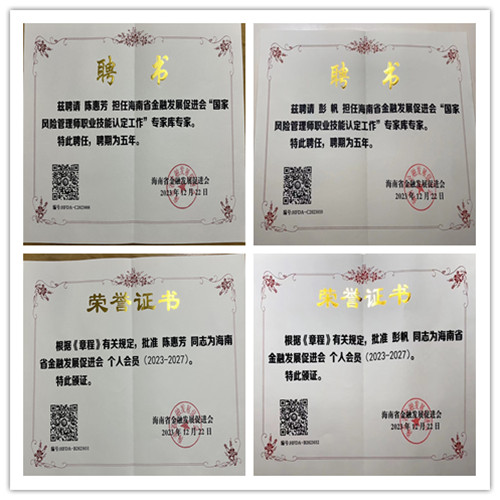 聘 书
兹聘请 陈惠芳 担任海南省金融发展促进会“国家
风险管理师职业技能认定工作”专家库专家。
特此聘任，聘期为五年。
海南省金融发展促进会
2023年12月22日
聘 书
兹聘请 彭 帆 担任海南省金融发展促进会“国家
风险管理师职业技能认定工作”专家库专家。
特此聘任，聘期为五年。
海南省金融发展促进会
2023年12月22日
荣誉证书
根据《章程》有关规定，批准 陈惠芳 同志为海南
省金融发展促进会 个人会员（2023-2027）。
特此颁证。
海南省金融发展促进会
2023年12月22日
荣誉证书
根据《章程》有关规定，批准 彭帆 同志为海南省
金融发展促进会 个人会员（2023-2027）。
特此颁证。
海南省金融发展促进会
2023年12月22日